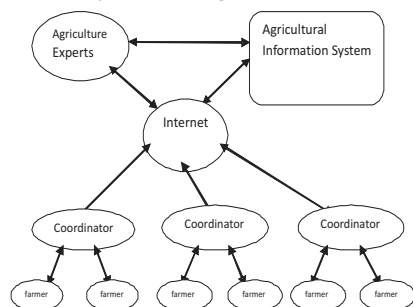 Agriculture
Experts
Agricultural
Information System
Internet
Coordinator
Coordinator
Coordinator
farmer
farmer
farmer
farmer
farmer
farmer